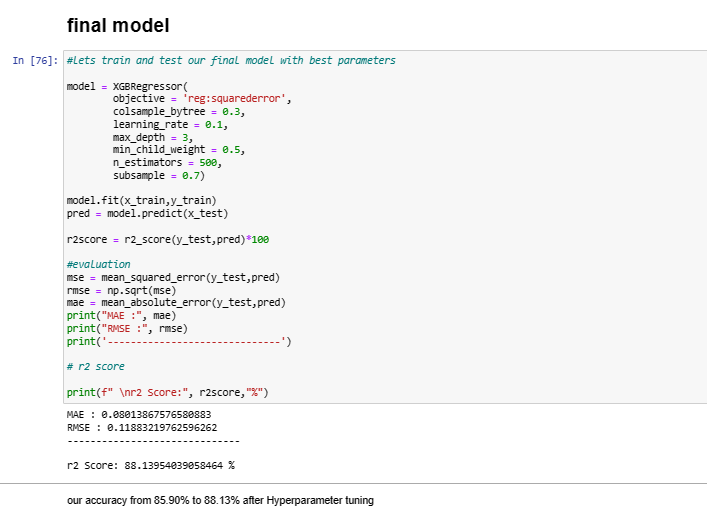 final model
In [76]: #Lets train and test our final model with best parameters
model = XGBRegressor(
objective = 'reg:squarederror',
colsample_bytree = 0.3,
learning_rate = 0.1,
max_depth = 3,
min_child_weight = 0.5,
n_estimators = 500,
subsample = 0.7)
model.fit(x_train,y_train)
pred = model.predict(x_test)
r2score = r2_score(y_test,pred)*100
#evaluation
mse = mean_squared_error(y_test,pred)
rmse = np.sqrt(mse)
mae = mean_absolute_error(y_test,pred)
print("MAE :", mae)
print("RMSE :", rmse)
print('------------------------------')
# r2 score
print(f" \nr2 Score:", r2score,"%")
MAE : 0.08013867576580883
RMSE : 0.11883219762596262
------------------------------
r2 Score: 88.13954039058464 %
our accuracy from 85.90% to 88.13% after Hyperparameter tuning